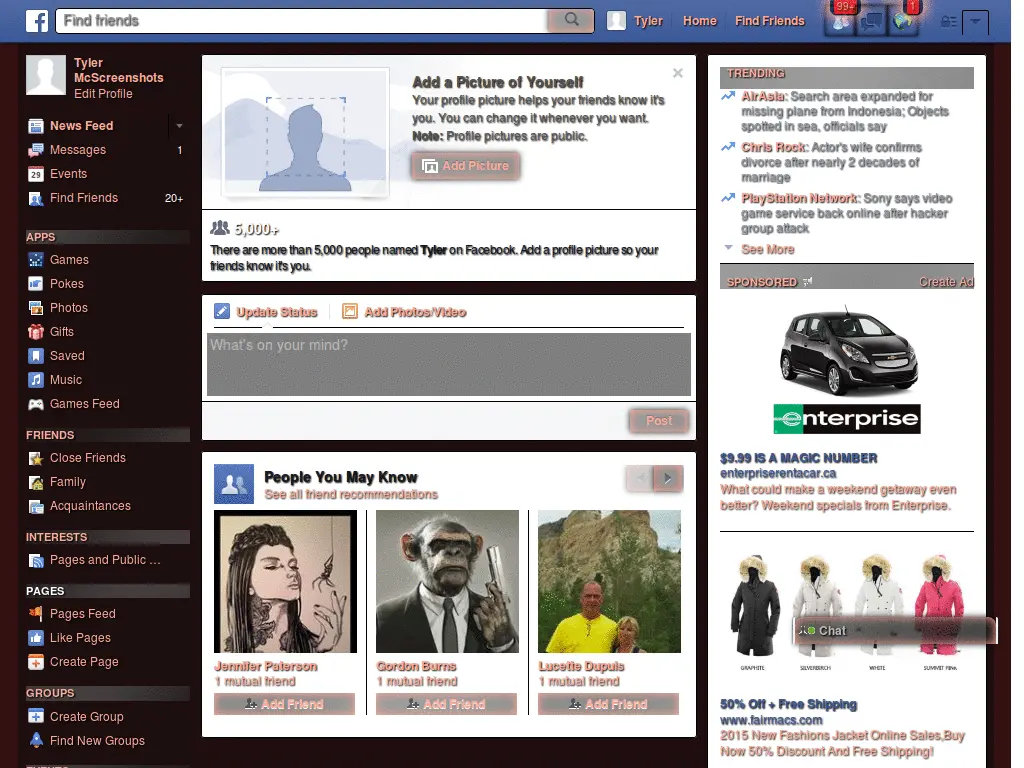 Find friends
Tyler
Home
Find Friends
99+
1
Tyler
McScreenshots
Edit Profile
News Feed
Messages 1
Events
Find Friends 20+
APPS
Games
Pokes
Photos
Gifts
Saved
Music
Games Feed
FRIENDS
Close Friends
Family
Acquaintances
INTERESTS
Pages and Public ...
PAGES
Pages Feed
Like Pages
Create Page
GROUPS
Create Group
Find New Groups
Add a Picture of Yourself
Your profile picture helps your friends know it's
you. You can change it whenever you want.
Note: Profile pictures are public.
Add Picture
5,000+
There are more than 5,000 people named Tyler on Facebook. Add a profile picture so your
friends know it's you.
Update Status
Add Photos/Video
What's on your mind?
Post
People You May Know
See all friend recommendations
Jennifer Paterson
1 mutual friend
Add Friend
Gordon Burns
1 mutual friend
Add Friend
Lucette Dupuis
1 mutual friend
Add Friend
TRENDING
AirAsia: Search area expanded for
missing plane from Indonesia; Objects
spotted in sea, officials say
Chris Rock: Actor's wife confirms
divorce after nearly 2 decades of
marriage
PlayStation Network: Sony says video
game service back online after hacker
group attack
See More
SPONSORED
Create Ad
enterprise
$9.99 IS A MAGIC NUMBER
enterpriserentacar.ca
What could make a weekend getaway even
better? Weekend specials from Enterprise.
Chat
GRAPHITE SILVERBIRCH WHITE SUMMIT PINK
50% Off + Free Shipping
www.fairmacs.com
2015 New Fashions Jacket Online Sales,Buy
Now 50% Discount And Free Shipping!